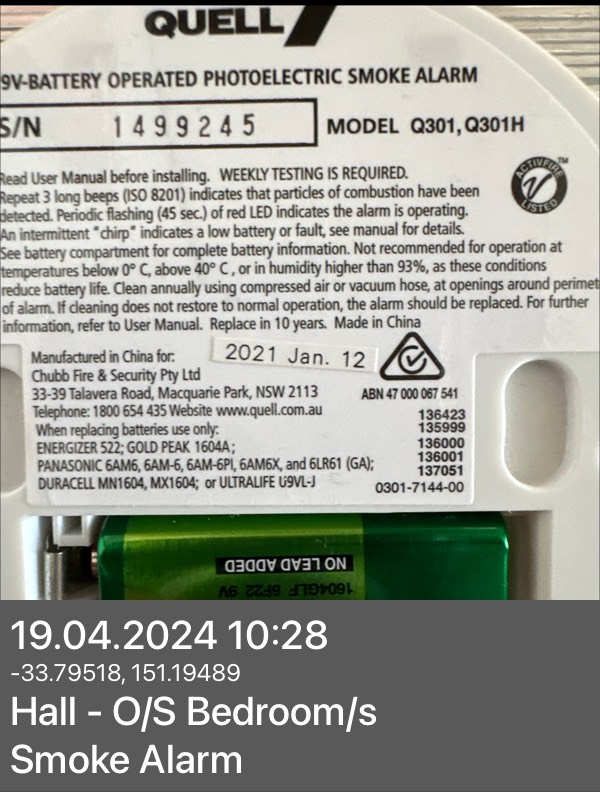 QUELL
9V-BATTERY OPERATED PHOTOELECTRIC SMOKE ALARM
S/N 1499245 MODEL Q301, Q301H
Read User Manual before installing. WEEKLY TESTING IS REQUIRED.
Repeat 3 long beeps (ISO 8201) indicates that particles of combustion have been
detected. Periodic flashing (45 sec.) of red LED indicates the alarm is operating.
An intermittent "chirp" indicates a low battery or fault, see manual for details.
See battery compartment for complete battery information. Not recommended for operation at
temperatures below 0° C, above 40° C , or in humidity higher than 93%, as these conditions
reduce battery life. Clean annually using compressed air or vacuum hose, at openings around perimet
of alarm. If cleaning does not restore to normal operation, the alarm should be replaced. For further
information, refer to User Manual. Replace in 10 years. Made in China
ACTIVFIRE TM
LISTED
Manufactured in China for:
2021 Jan. 12
Chubb Fire & Security Pty Ltd
33-39 Talavera Road, Macquarie Park, NSW 2113
Telephone: 1800 654 435 Website www.quell.com.au
When replacing batteries use only:
ENERGIZER 522; GOLD PEAK 1604A;
PANASONIC 6AM6, 6AM-6, 6AM-6PI, 6AM6X, and 6LR61 (GA);
DURACELL MN1604, MX1604; or ULTRALIFE U9VL-J
ABN 47 000 067 541
136423
135999
136000
136001
137051
0301-7144-00
NO LEAD ADDED
1604GLF 6F22 9V
19.04.2024 10:28
-33.79518, 151.19489
Hall - O/S Bedroom/s
Smoke Alarm